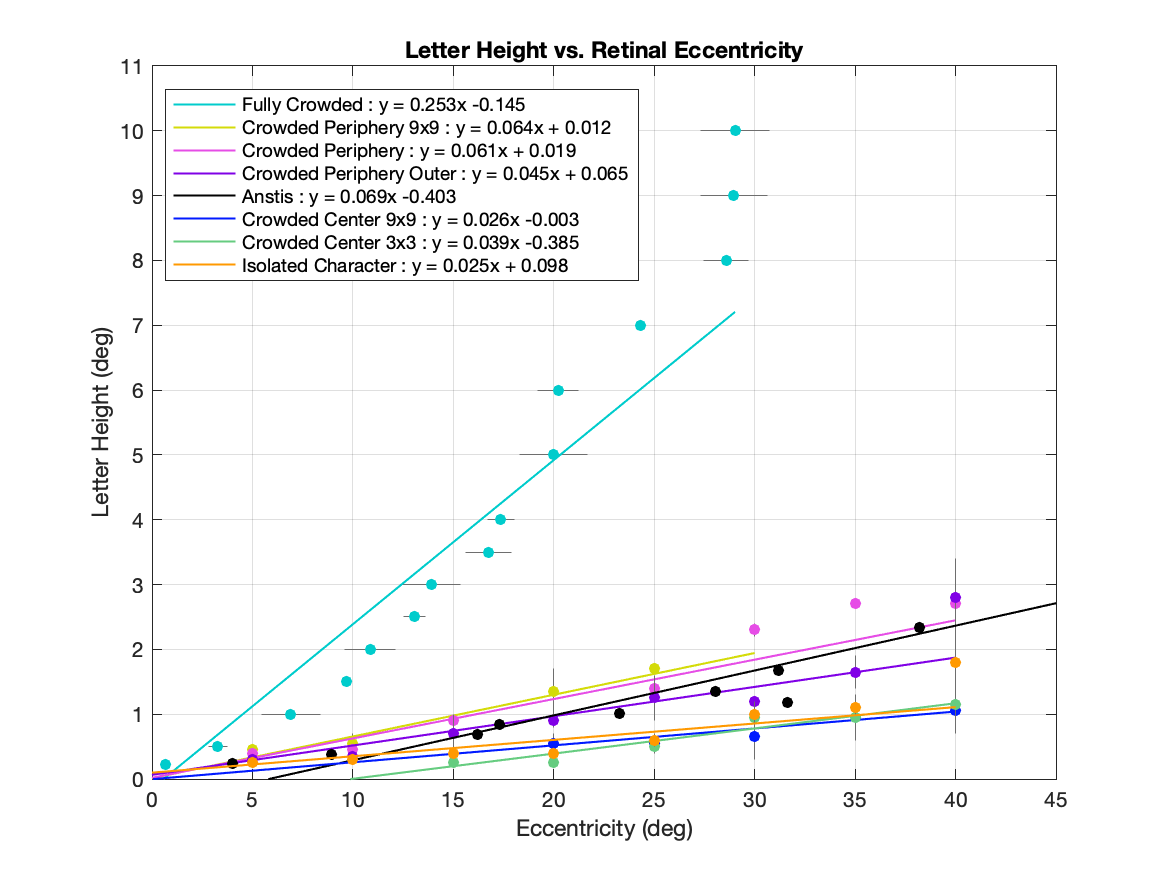 Letter Height vs. Retinal Eccentricity
11
10
9
8
7
6
5
4
3
2
1
0
Letter Height (deg)
Fully Crowded : y = 0.253x -0.145
Crowded Periphery 9x9 : y = 0.064x + 0.012
Crowded Periphery : y = 0.061x + 0.019
Crowded Periphery Outer : y = 0.045x + 0.065
Anstis : y = 0.069x -0.403
Crowded Center 9x9 : y = 0.026x -0.003
Crowded Center 3x3 : y = 0.039x -0.385
Isolated Character : y = 0.025x + 0.098
0 5 10 15 20 25 30 35 40 45
Eccentricity (deg)